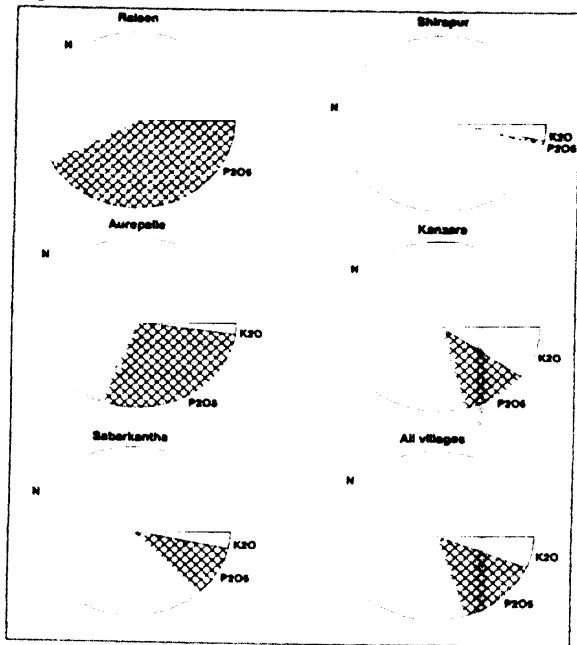 Raisen
N
P2O5
Shirapur
N
K2O
P2O5
Aurepalle
N
K2O
P2O5
Kanzara
N
K2O
P2O5
Sabarkantha
N
K2O
P2O5
All villages
N
K2O
P2O5